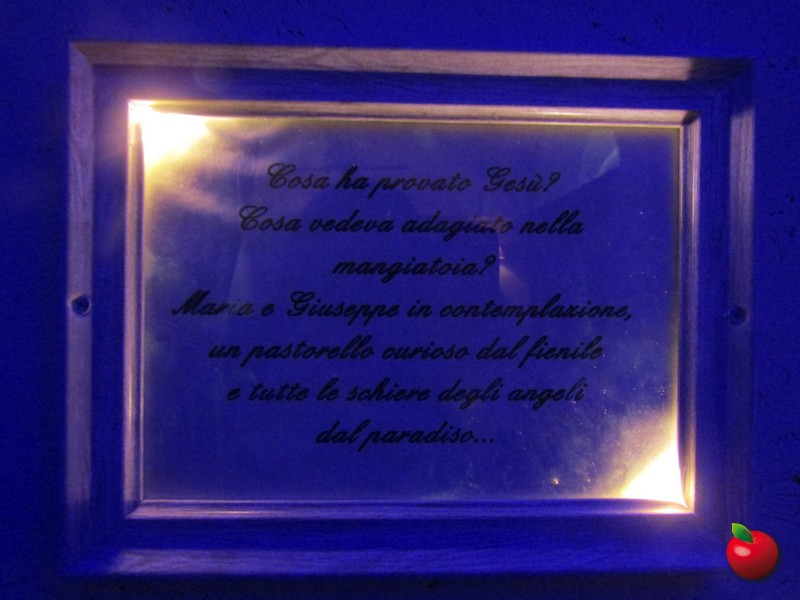 Cosa ha provato Gesù?
Cosa vedeva adagiato nella
mangiatoia?
Maria e Giuseppe in contemplazione,
un pastorello curioso dal fienile
e tutte le schiere degli angeli
dal paradiso...